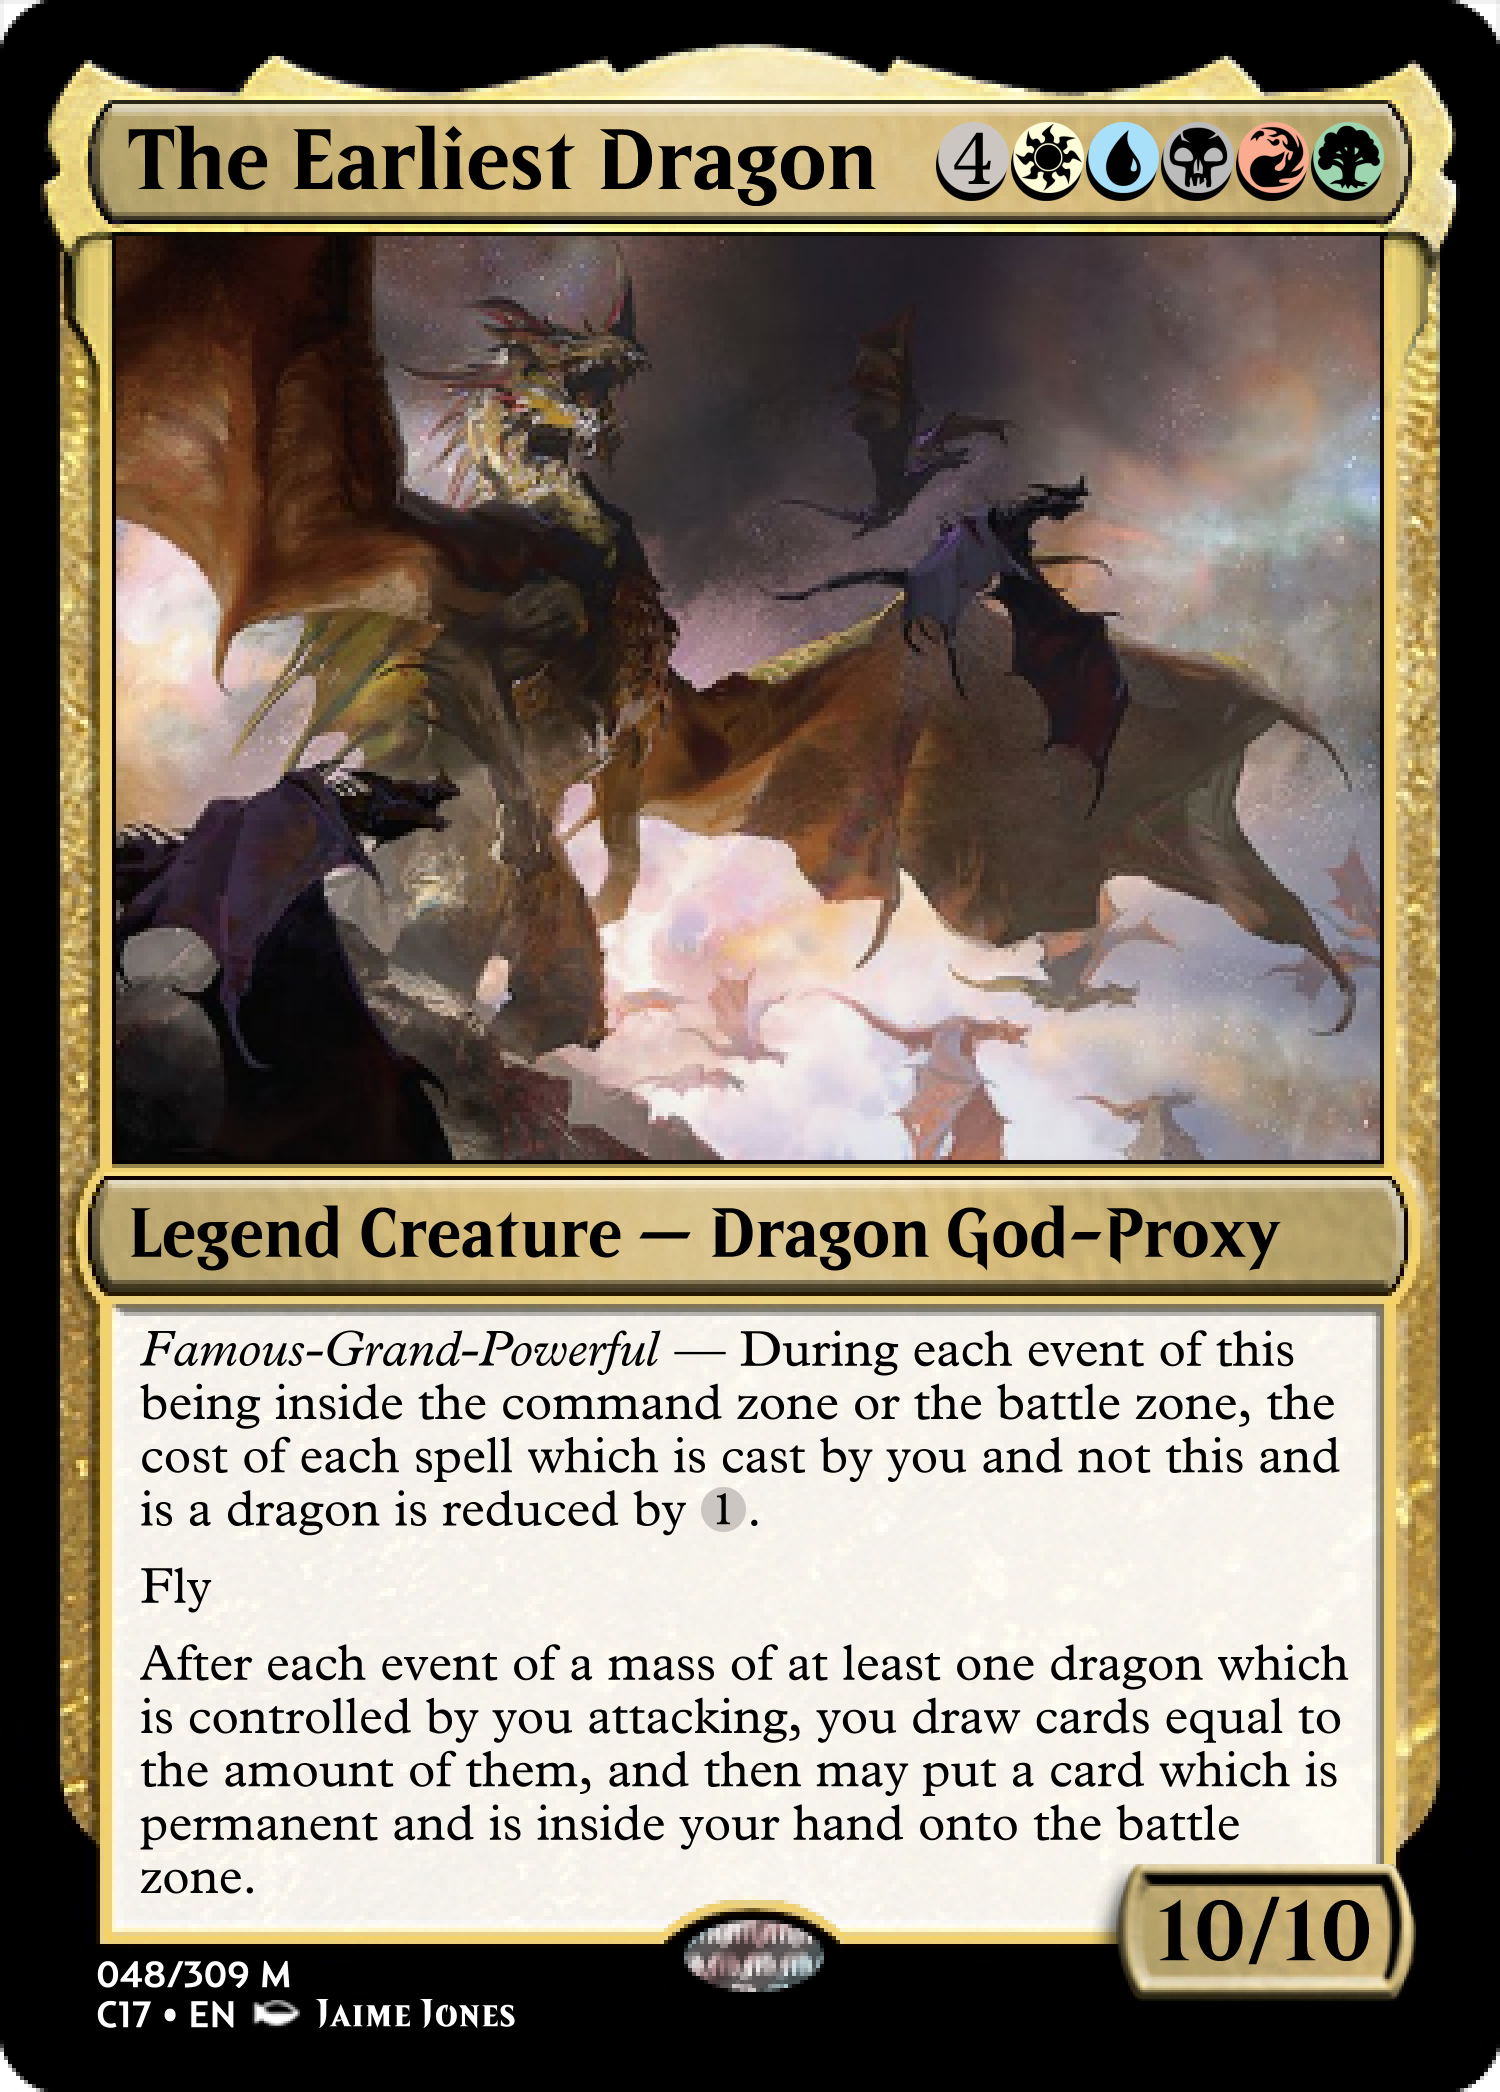 The Earliest Dragon 4
Legend Creature — Dragon God-Proxy
Famous-Grand-Powerful — During each event of this
being inside the command zone or the battle zone, the
cost of each spell which is cast by you and not this and
is a dragon is reduced by 1.
Fly
After each event of a mass of at least one dragon which
is controlled by you attacking, you draw cards equal to
the amount of them, and then may put a card which is
permanent and is inside your hand onto the battle
zone.
10/10
048/309 M
C17 • EN JAIME JONES